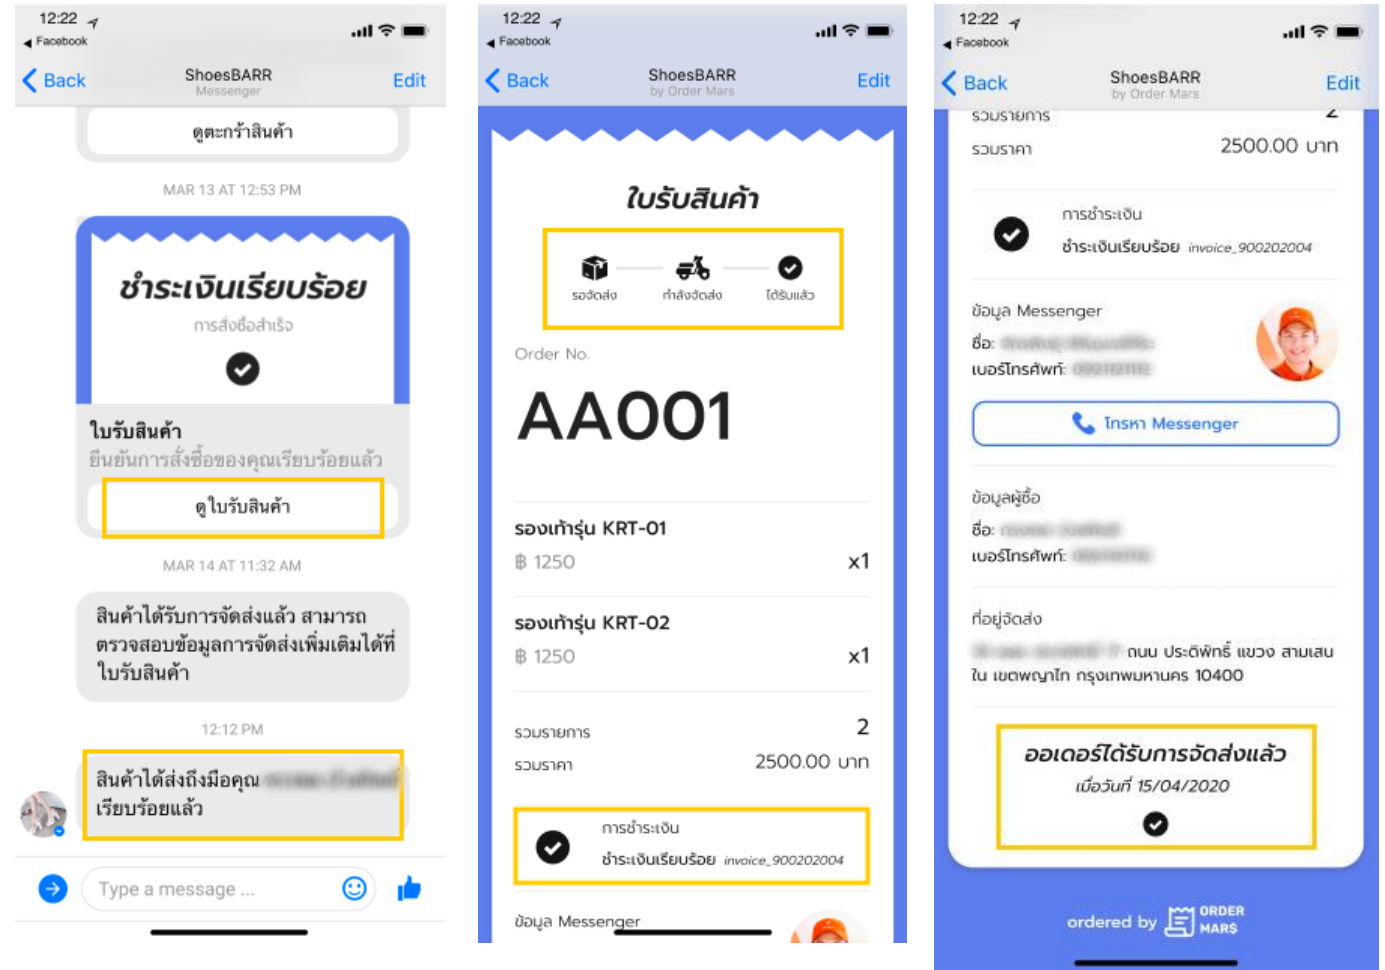 12:22
Facebook
Back
ShoesBARR
Messenger
Edit
ดูตะกร้าสินค้า
MAR 13 AT 12:53 PM
ชำระเงินเรียบร้อย
การสั่งซื้อสำเร็จ
ใบรับสินค้า
ยืนยันการสั่งซื้อของคุณเรียบร้อยแล้ว
ดูใบรับสินค้า
MAR 14 AT 11:32 AM
สินค้าได้รับการจัดส่งแล้ว สามารถ
ตรวจสอบข้อมูลการจัดส่งเพิ่มเติมได้ที่
ใบรับสินค้า
12:12 PM
สินค้าได้ส่งถึงมือคุณ
เรียบร้อยแล้ว
Type a message ...
12:22
Facebook
Back
ShoesBARR
by Order Mars
Edit
ใบรับสินค้า
รอจัดส่ง กำลังจัดส่ง ได้รับแล้ว
Order No.
AA001
รองเท้ารุ่น KRT-01
฿ 1250 x1
รองเท้ารุ่น KRT-02
฿ 1250 x1
รวมรายการ 2
รวมราคา 2500.00 บาท
การชำระเงิน
ชำระเงินเรียบร้อย invoice_900202004
ข้อมูล Messenger
12:22
Facebook
Back
ShoesBARR
by Order Mars
Edit
รวมรายการ 2
รวมราคา 2500.00 บาท
การชำระเงิน
ชำระเงินเรียบร้อย invoice_900202004
ข้อมูล Messenger
ชื่อ:
เบอร์โทรศัพท์:
โทรหา Messenger
ข้อมูลผู้ซื้อ
ชื่อ:
เบอร์โทรศัพท์:
ที่อยู่จัดส่ง
ถนน ประดิพัทธิ์ แขวง สามเสน
ใน เขตพญาไท กรุงเทพมหานคร 10400
ออเดอร์ได้รับการจัดส่งแล้ว
เมื่อวันที่ 15/04/2020
ordered by ORDER
MARS